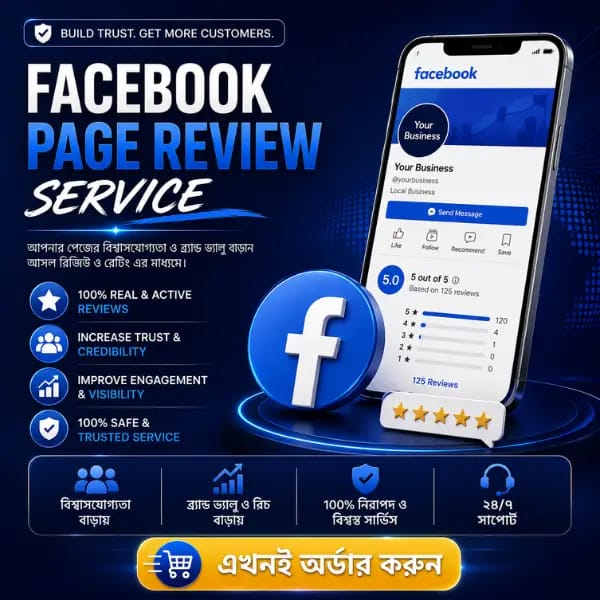 BUILD TRUST. GET MORE CUSTOMERS.
FACEBOOK
PAGE REVIEW
SERVICE
আপনার পেজের বিশ্বাসযোগ্যতা ও ব্র্যান্ড ভ্যালু বাড়ান
আসল রিভিউ ও রেটিং এর মাধ্যমে।
100% REAL & ACTIVE
REVIEWS
INCREASE TRUST &
CREDIBILITY
IMPROVE ENGAGEMENT
& VISIBILITY
100% SAFE &
TRUSTED SERVICE
facebook
Your
Business
Your Business
@yourbusiness
Local Business
Send Message
Like
Follow
Recommend
Save
5.0
5 out of 5
Based on 125 reviews
5 ★ 120
4 ★ 4
3 ★ 1
2 ★ 0
1 ★ 0
125 Reviews
f
বিশ্বাসযোগ্যতা
বাড়ায়
ব্র্যান্ড ভ্যালু ও রিচ
বাড়ায়
100% নিরাপদ ও
বিশ্বস্ত সার্ভিস
২৪/৭
সাপোর্ট
এখনই অর্ডার করুন